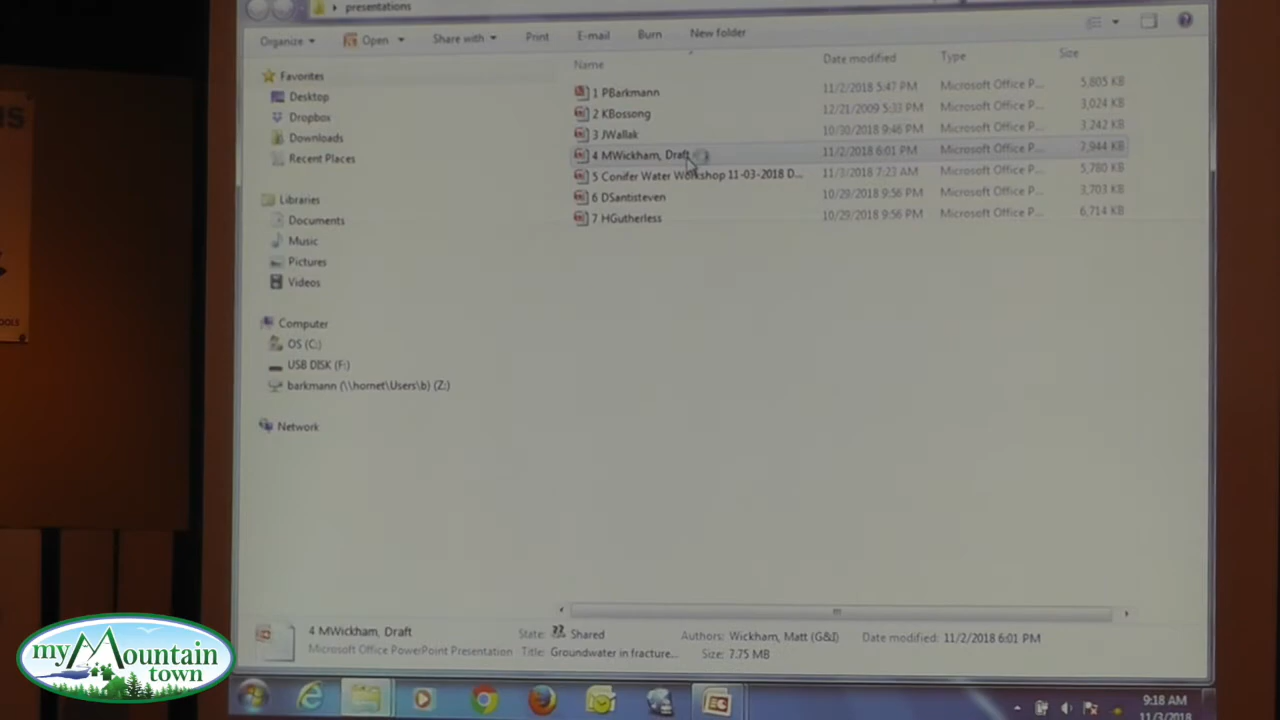 presentations
Organize Open Share with Print E-mail Burn New folder
Name Date modified Type Size
Favorites
Desktop
Dropbox
Downloads
Recent Places
Libraries
Documents
Music
Pictures
Videos
Computer
OS (C:)
USB DISK (F:)
barkmann (\\hornet\Users\b) (Z:)
Network
1 PBarkmann 11/2/2018 5:47 PM Microsoft Office P... 5,805 KB
2 KBossong 12/21/2009 5:33 PM Microsoft Office P... 3,024 KB
3 JWallak 10/30/2018 9:46 PM Microsoft Office P... 3,242 KB
4 MWickham, Draft 11/2/2018 6:01 PM Microsoft Office P... 7,944 KB
5 Conifer Water Workshop 11-03-2018 D... 11/3/2018 7:23 AM Microsoft Office P... 5,780 KB
6 DSantisteven 10/29/2018 9:56 PM Microsoft Office P... 3,703 KB
7 HGutherless 10/29/2018 9:56 PM Microsoft Office P... 6,714 KB
4 MWickham, Draft State: Shared Authors: Wickham, Matt (G&I) Date modified: 11/2/2018 6:01 PM
Microsoft Office PowerPoint Presentation Title: Groundwater in fracture... Size: 7.75 MB
9:18 AM
11/3/2018
my Mountain
town